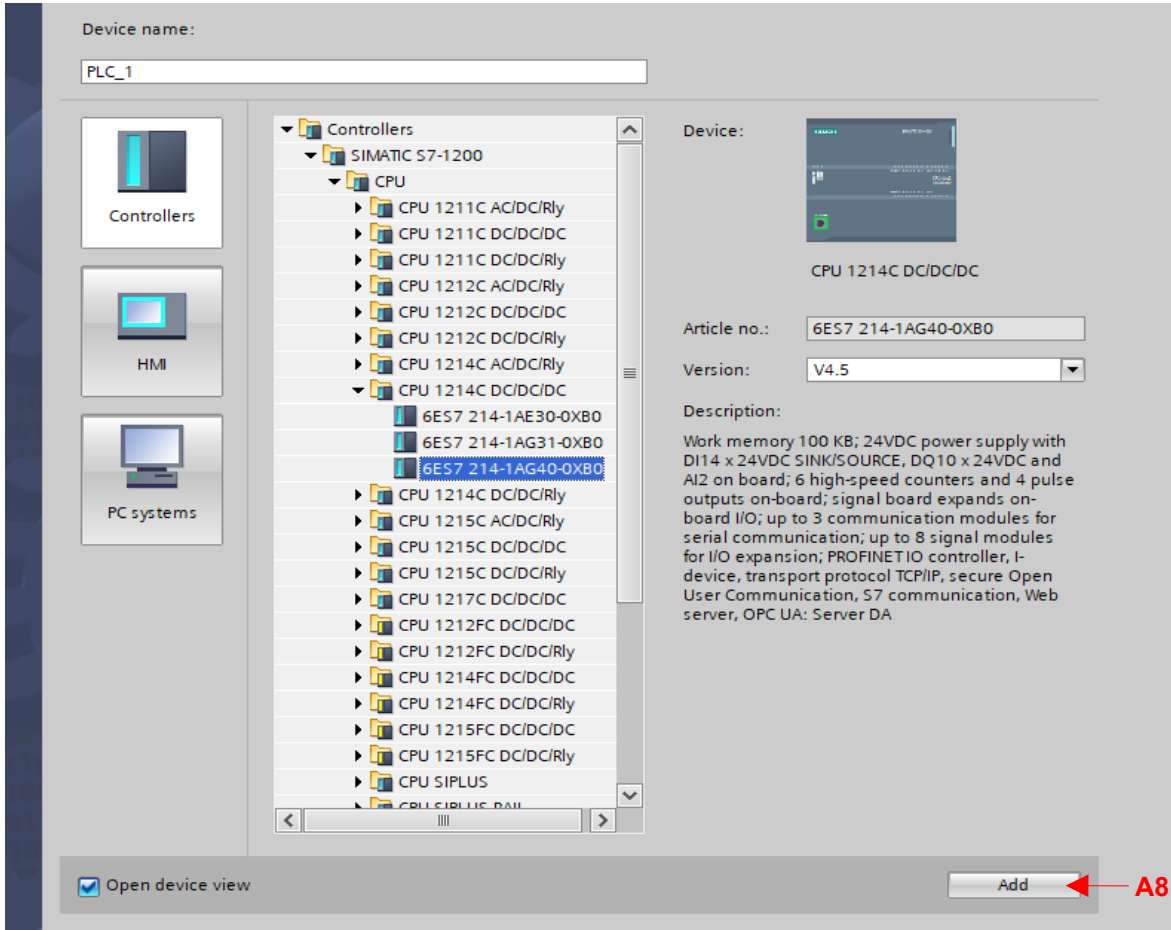 Device name:
PLC_1
Controllers
HMI
PC systems
Controllers
SIMATIC S7-1200
CPU
CPU 1211C AC/DC/Rly
CPU 1211C DC/DC/DC
CPU 1211C DC/DC/Rly
CPU 1212C AC/DC/Rly
CPU 1212C DC/DC/DC
CPU 1212C DC/DC/Rly
CPU 1214C AC/DC/Rly
CPU 1214C DC/DC/DC
6ES7 214-1AE30-0XB0
6ES7 214-1AG31-0XB0
6ES7 214-1AG40-0XB0
CPU 1214C DC/DC/Rly
CPU 1215C AC/DC/Rly
CPU 1215C DC/DC/DC
CPU 1215C DC/DC/Rly
CPU 1217C DC/DC/DC
CPU 1212FC DC/DC/DC
CPU 1212FC DC/DC/Rly
CPU 1214FC DC/DC/DC
CPU 1214FC DC/DC/Rly
CPU 1215FC DC/DC/DC
CPU 1215FC DC/DC/Rly
CPU SIPLUS
CPU SIPLUS RAIL
Device:
CPU 1214C DC/DC/DC
Article no.: 6ES7 214-1AG40-0XB0
Version: V4.5
Description:
Work memory 100 KB; 24VDC power supply with
DI14 x 24VDC SINK/SOURCE, DQ10 x 24VDC and
AI2 on board; 6 high-speed counters and 4 pulse
outputs on-board; signal board expands on-
board I/O; up to 3 communication modules for
serial communication; up to 8 signal modules
for I/O expansion; PROFINET IO controller, I-
device, transport protocol TCP/IP, secure Open
User Communication, S7 communication, Web
server, OPC UA: Server DA
Open device view
Add
A8